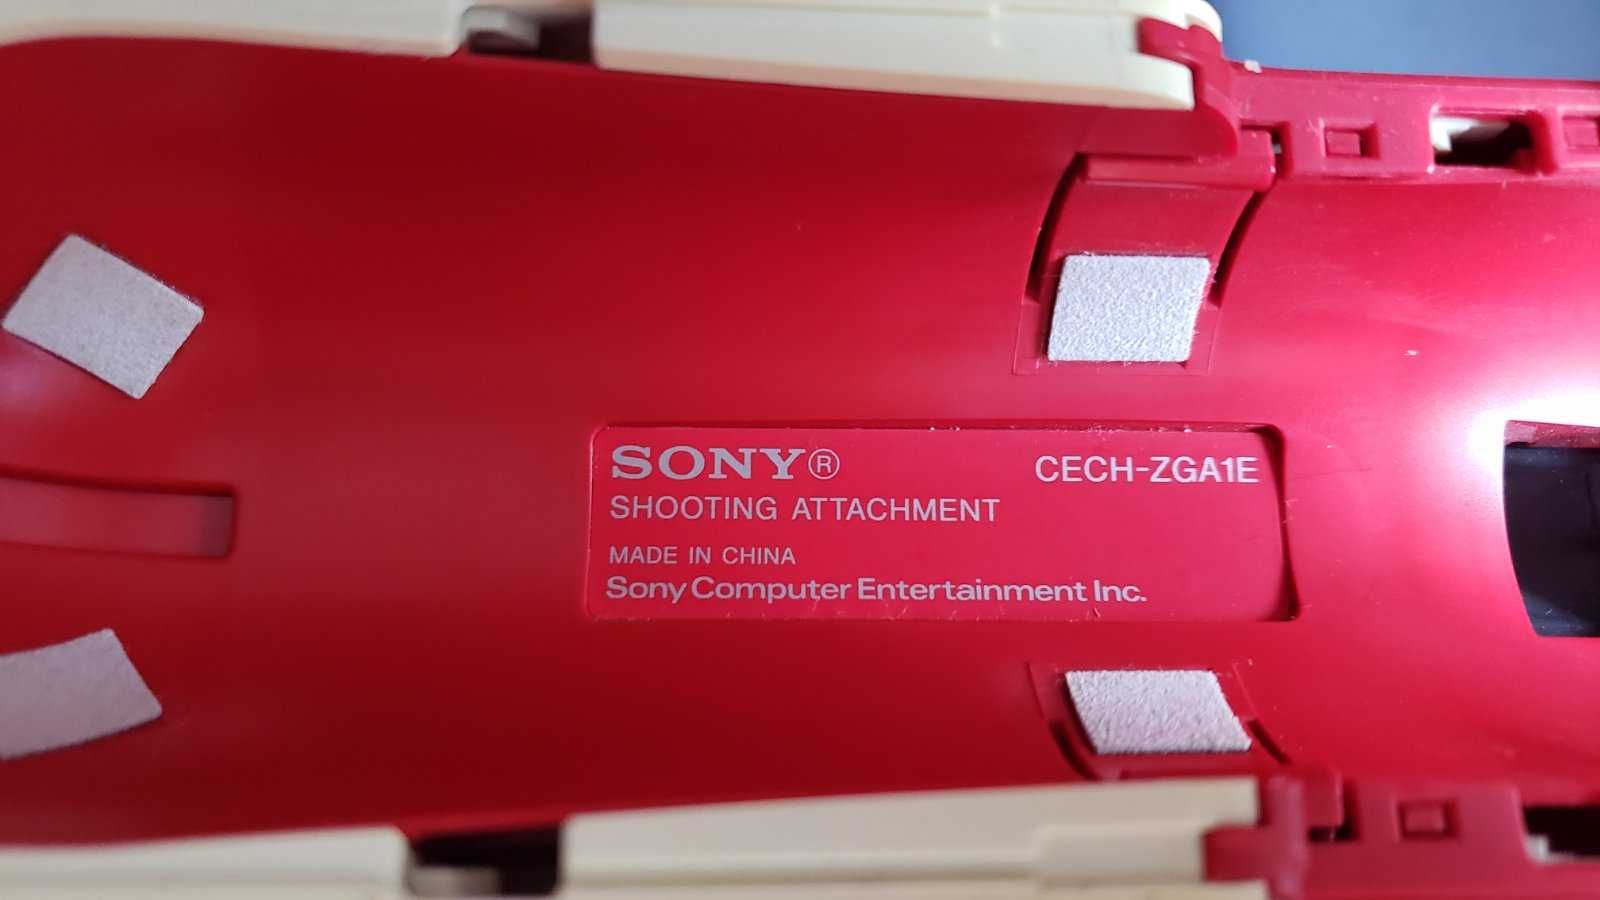 SONY® CECH-ZGA1E
SHOOTING ATTACHMENT
MADE IN CHINA
Sony Computer Entertainment Inc.